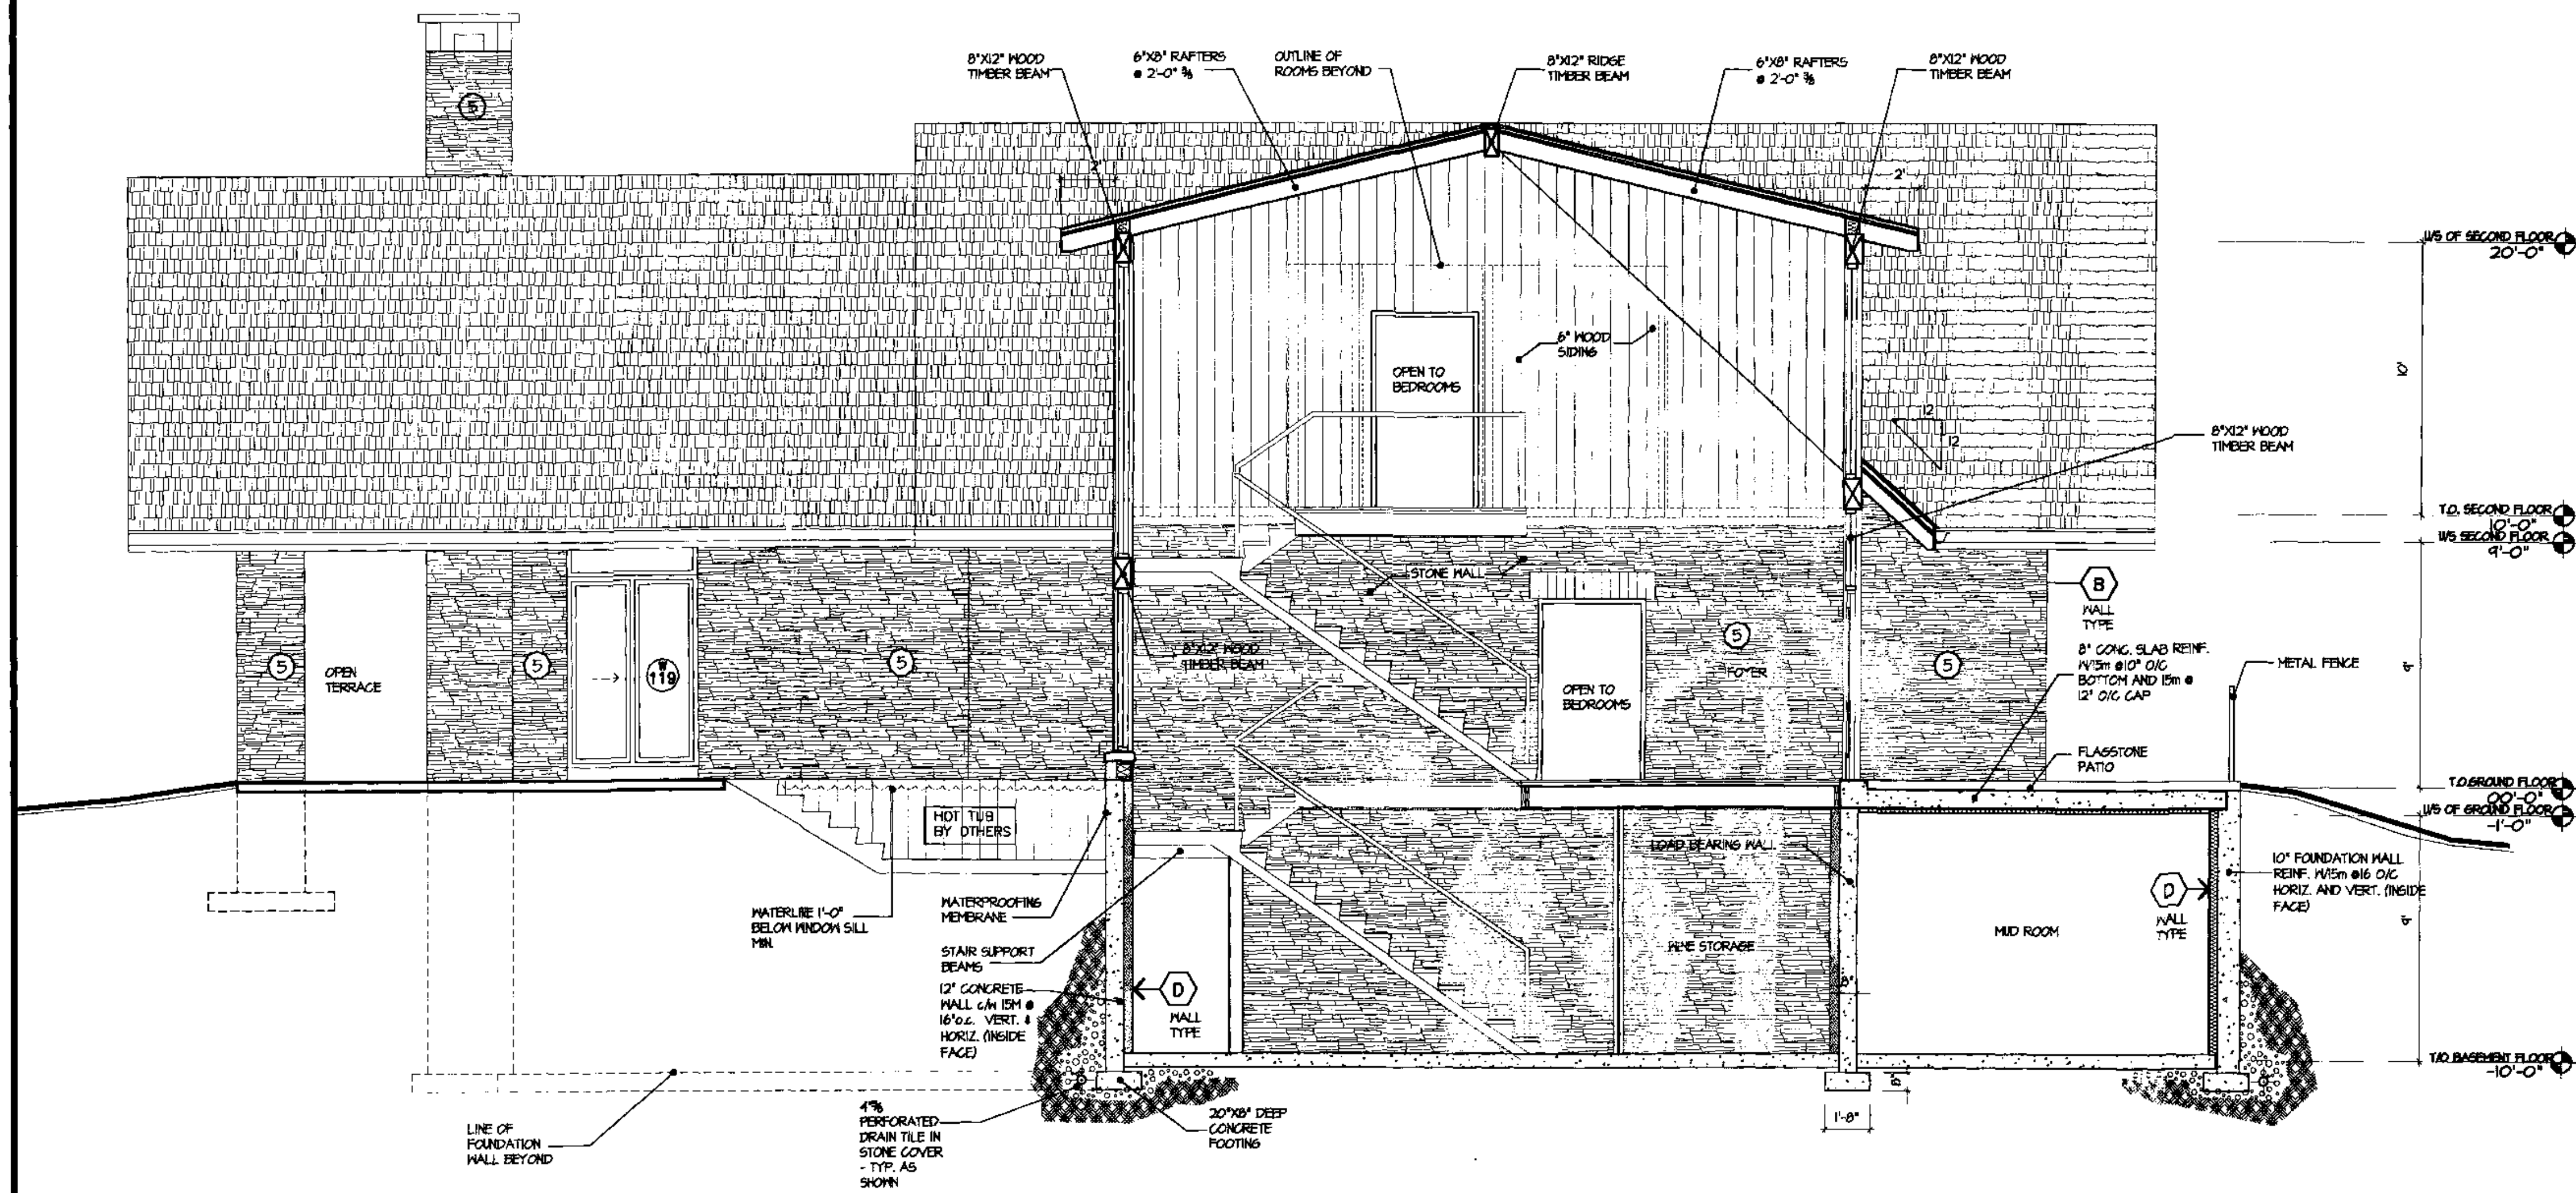 8"X12" WOOD
TIMBER BEAM
6"X8" RAFTERS
@ 2'-0" %
OUTLINE OF
ROOMS BEYOND
8"X12" RIDGE
TIMBER BEAM
6"X8" RAFTERS
@ 2'-0" %
8"X12" WOOD
TIMBER BEAM
5
2'
2'
U/S OF SECOND FLOOR
20'-0"
6" WOOD
SIDING
OPEN TO
BEDROOMS
10'
12
12
8"X12" WOOD
TIMBER BEAM
T.O. SECOND FLOOR
10'-0"
U/S SECOND FLOOR
9'-0"
STONE WALL
B
WALL
TYPE
5
OPEN
TERRACE
5
W
119
5
8"X12" WOOD
TIMBER BEAM
OPEN TO
BEDROOMS
5
FOYER
5
8" CONC. SLAB REINF.
W/15m @10" O/C
BOTTOM AND 15m @
12" O/C CAP
METAL FENCE
9'
FLAGSTONE
PATIO
T.O.GROUND FLOOR
00'-0"
U/S OF GROUND FLOOR
-1'-0"
HOT TUB
BY OTHERS
LOAD BEARING WALL
10" FOUNDATION WALL
REINF. W/15m @16 O/C
HORIZ. AND VERT. (INSIDE
FACE)
D
WALL
TYPE
9'
WATERLINE 1'-0"
BELOW WINDOW SILL
MIN.
WATERPROOFING
MEMBRANE
STAIR SUPPORT
BEAMS
12" CONCRETE
WALL c/w 15M @
16"o.c. VERT. &
HORIZ. (INSIDE
FACE)
D
WALL
TYPE
WINE STORAGE
8"
MUD ROOM
T/O BASEMENT FLOOR
-10'-0"
8"
1'-8"
LINE OF
FOUNDATION
WALL BEYOND
PERFORATED
DRAIN TILE IN
STONE COVER
- TYP. AS
SHOWN
20"X8" DEEP
CONCRETE
FOOTING